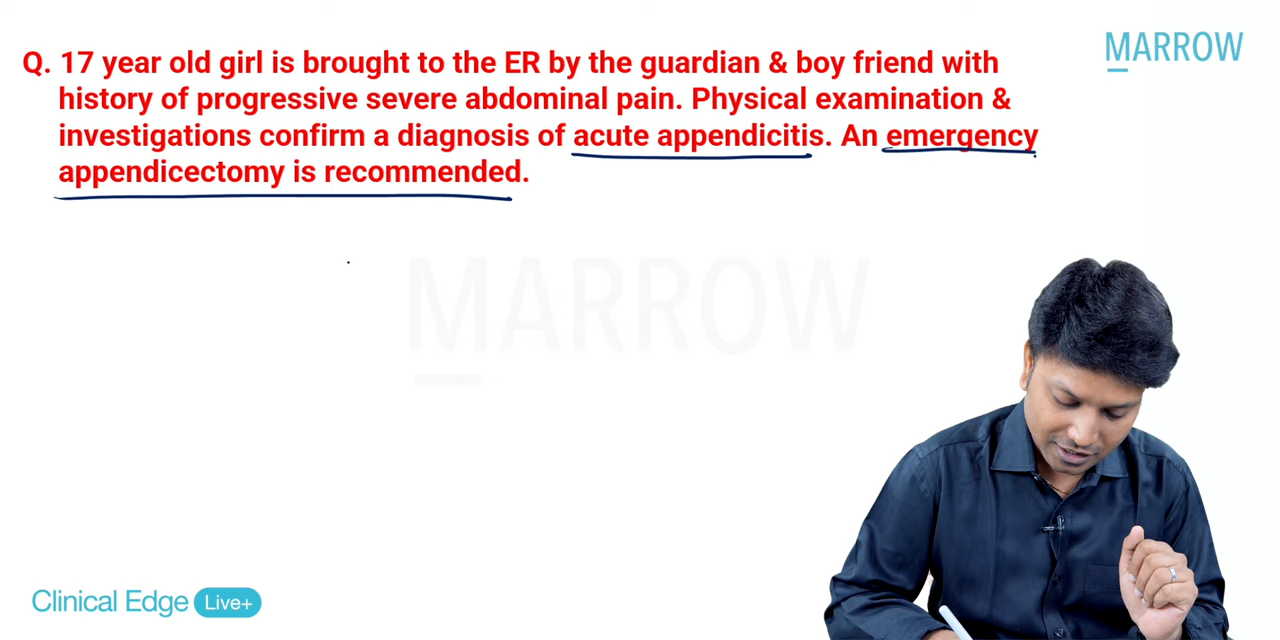 MARROW
Q. 17 year old girl is brought to the ER by the guardian & boy friend with
history of progressive severe abdominal pain. Physical examination &
investigations confirm a diagnosis of acute appendicitis. An emergency
appendicectomy is recommended.
MARROW
Clinical Edge Live+